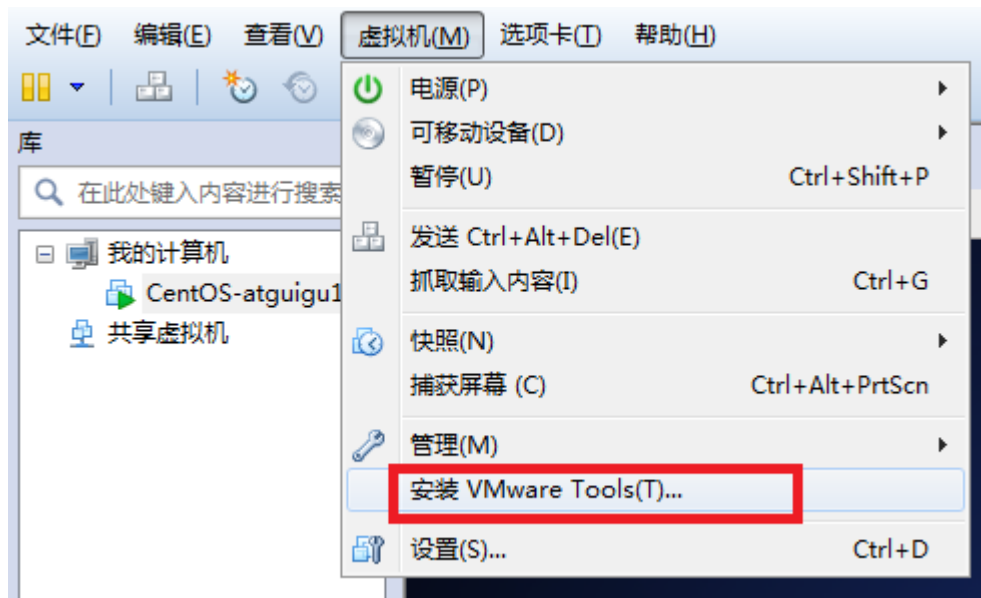 文件(F) 编辑(E) 查看(V) 虚拟机(M) 选项卡(T) 帮助(H)
库
在此处键入内容进行搜索
我的计算机
CentOS-atguigu1
共享虚拟机
电源(P)
可移动设备(D)
暂停(U) Ctrl+Shift+P
发送 Ctrl+Alt+Del(E)
抓取输入内容(I) Ctrl+G
快照(N)
捕获屏幕 (C) Ctrl+Alt+PrtScn
管理(M)
安装 VMware Tools(T)...
设置(S)... Ctrl+D